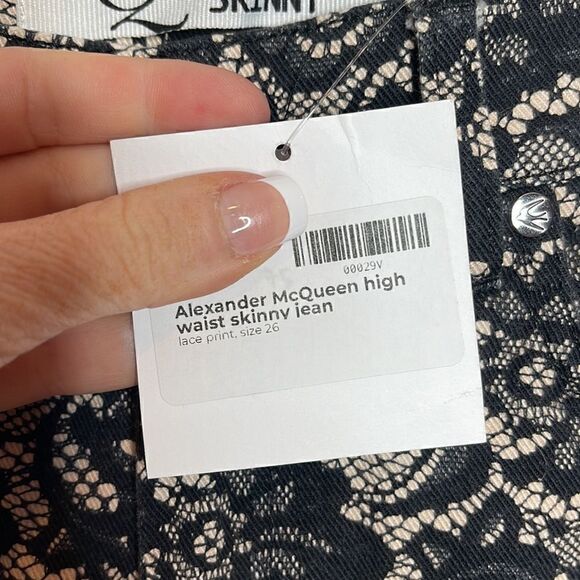 SKINNY
00029V
Alexander McQueen high
waist skinny jean
lace print, size 26